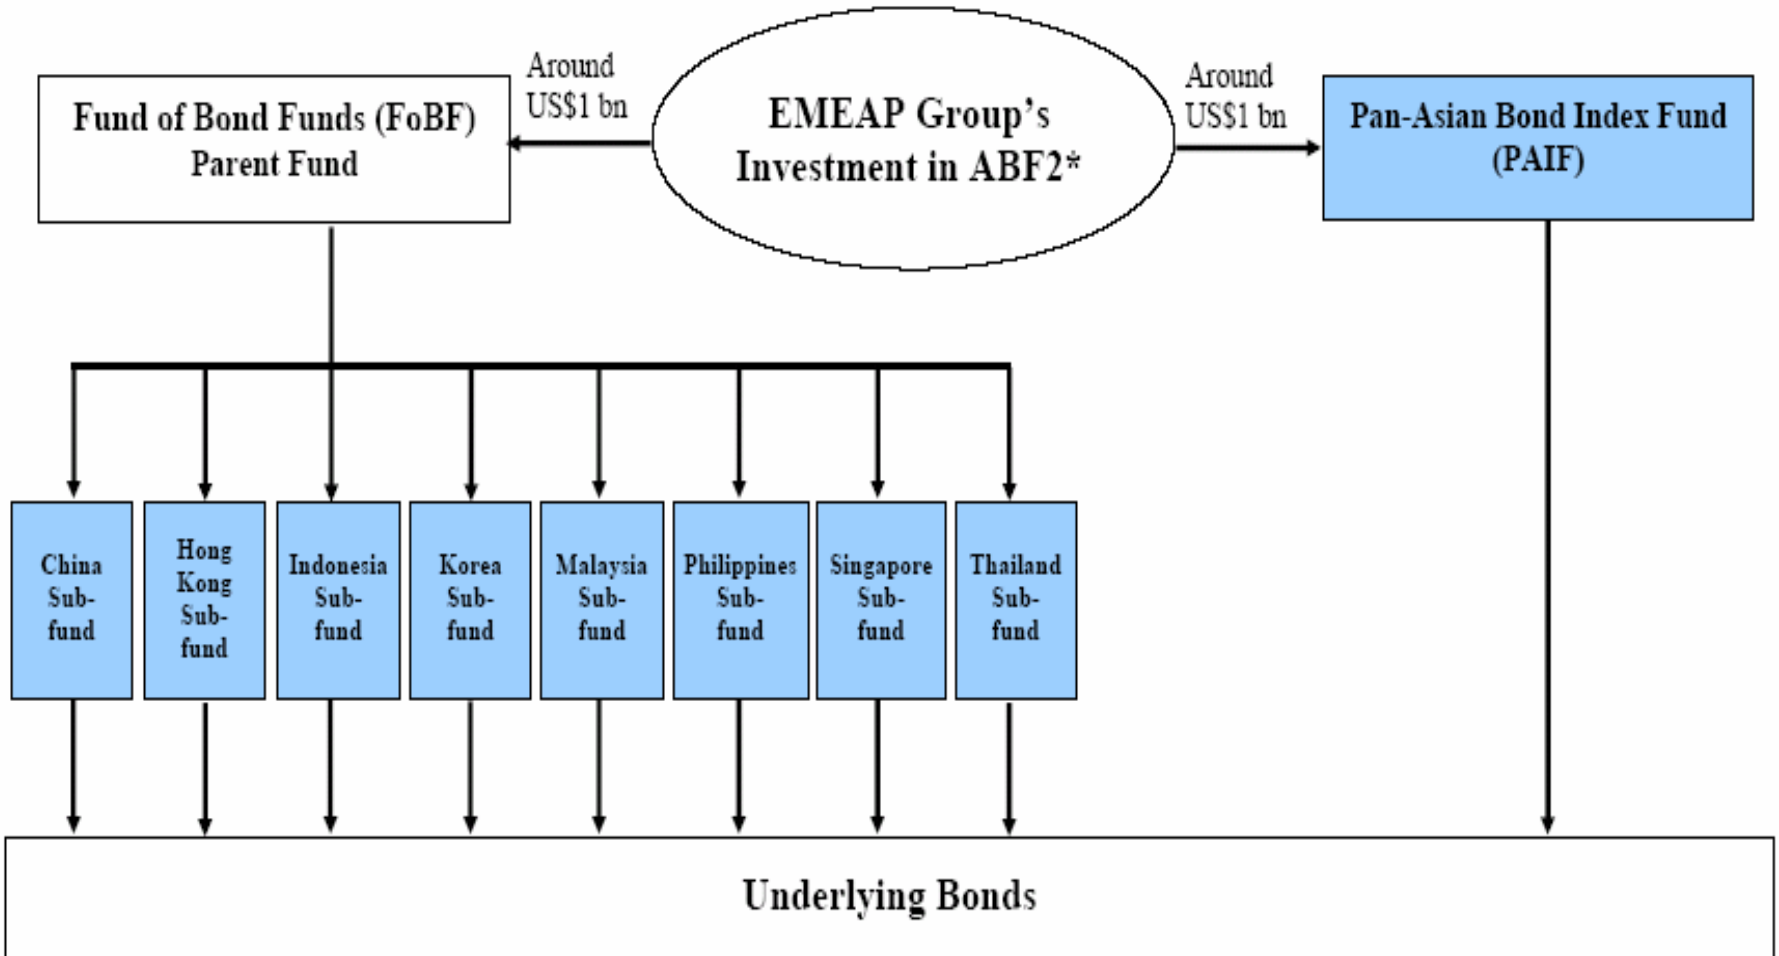 Around
US$1 bn
Fund of Bond Funds (FoBF)
Parent Fund
EMEAP Group's
Investment in ABF2*
Around
US$1 bn
Pan-Asian Bond Index Fund
(PAIF)
China
Sub-
fund
Hong
Kong
Sub-
fund
Indonesia
Sub-
fund
Korea
Sub-
fund
Malaysia
Sub-
fund
Philippines
Sub-
fund
Singapore
Sub-
fund
Thailand
Sub-
fund
Underlying Bonds